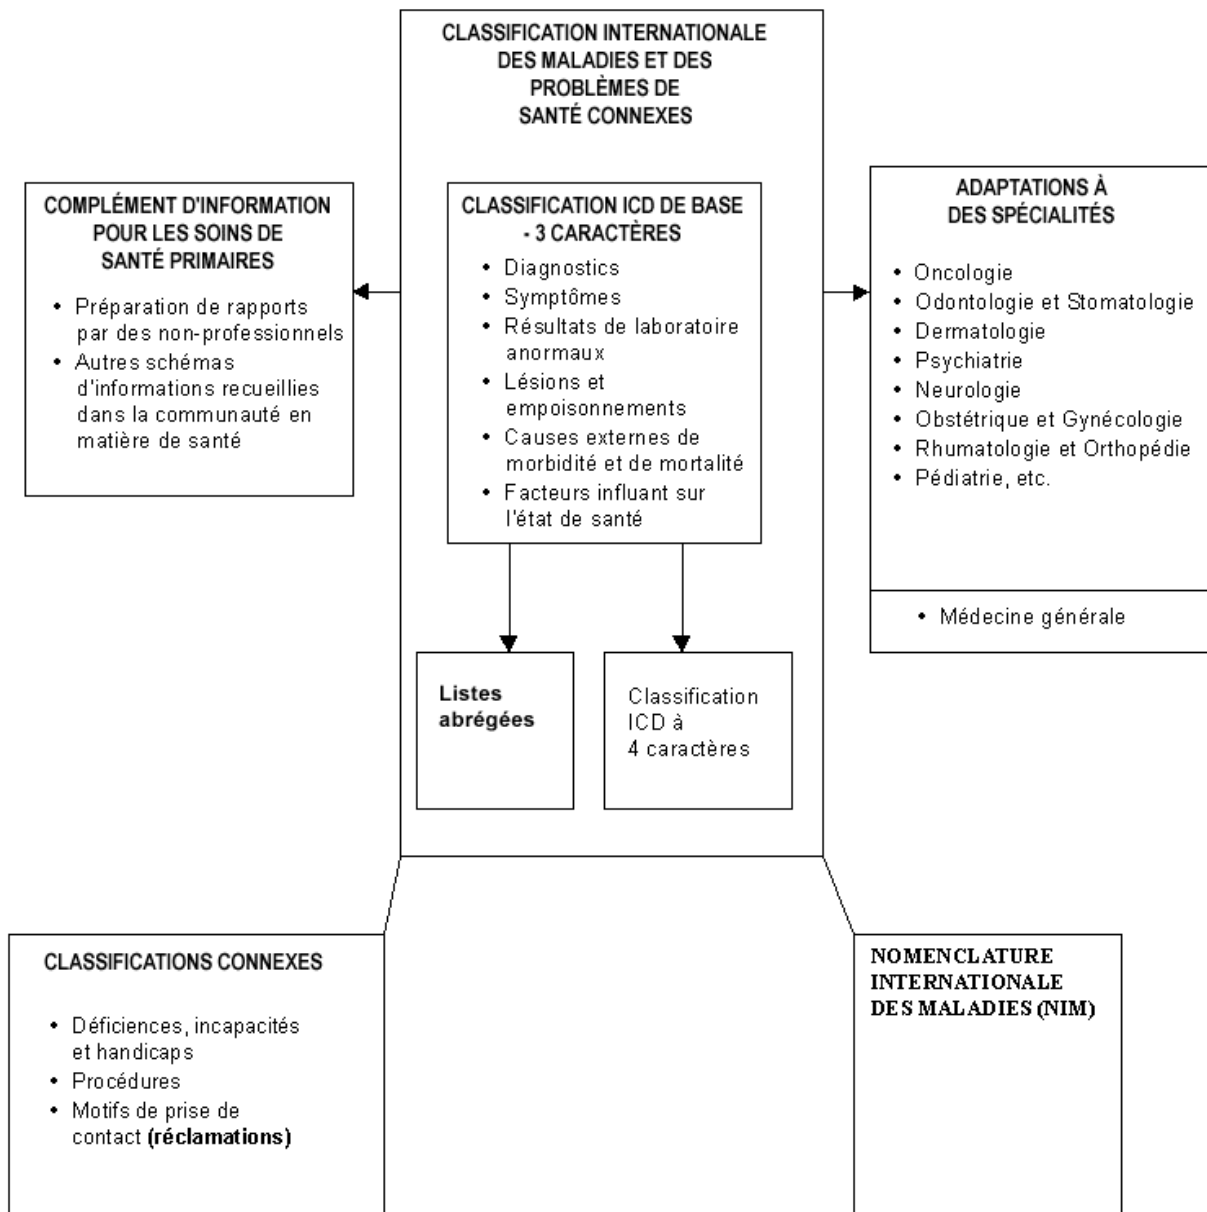 CLASSIFICATION INTERNATIONALE
DES MALADIES ET DES
PROBLÈMES DE
SANTÉ CONNEXES
COMPLÉMENT D'INFORMATION
POUR LES SOINS DE
SANTÉ PRIMAIRES
• Préparation de rapports
par des non-professionnels
• Autres schémas
d'informations recueillies
dans la communauté en
matière de santé
CLASSIFICATION ICD DE BASE
- 3 CARACTÈRES
• Diagnostics
• Symptômes
• Résultats de laboratoire
anormaux
• Lésions et
empoisonnements
• Causes externes de
morbidité et de mortalité
• Facteurs influant sur
l'état de santé
ADAPTATIONS À
DES SPÉCIALITÉS
• Oncologie
• Odontologie et Stomatologie
• Dermatologie
• Psychiatrie
• Neurologie
• Obstétrique et Gynécologie
• Rhumatologie et Orthopédie
• Pédiatrie, etc.
• Médecine générale
Listes
abrégées
Classification
ICD à
4 caractères
CLASSIFICATIONS CONNEXES
• Déficiences, incapacités
et handicaps
• Procédures
• Motifs de prise de
contact (réclamations)
NOMENCLATURE
INTERNATIONALE
DES MALADIES (NIM)